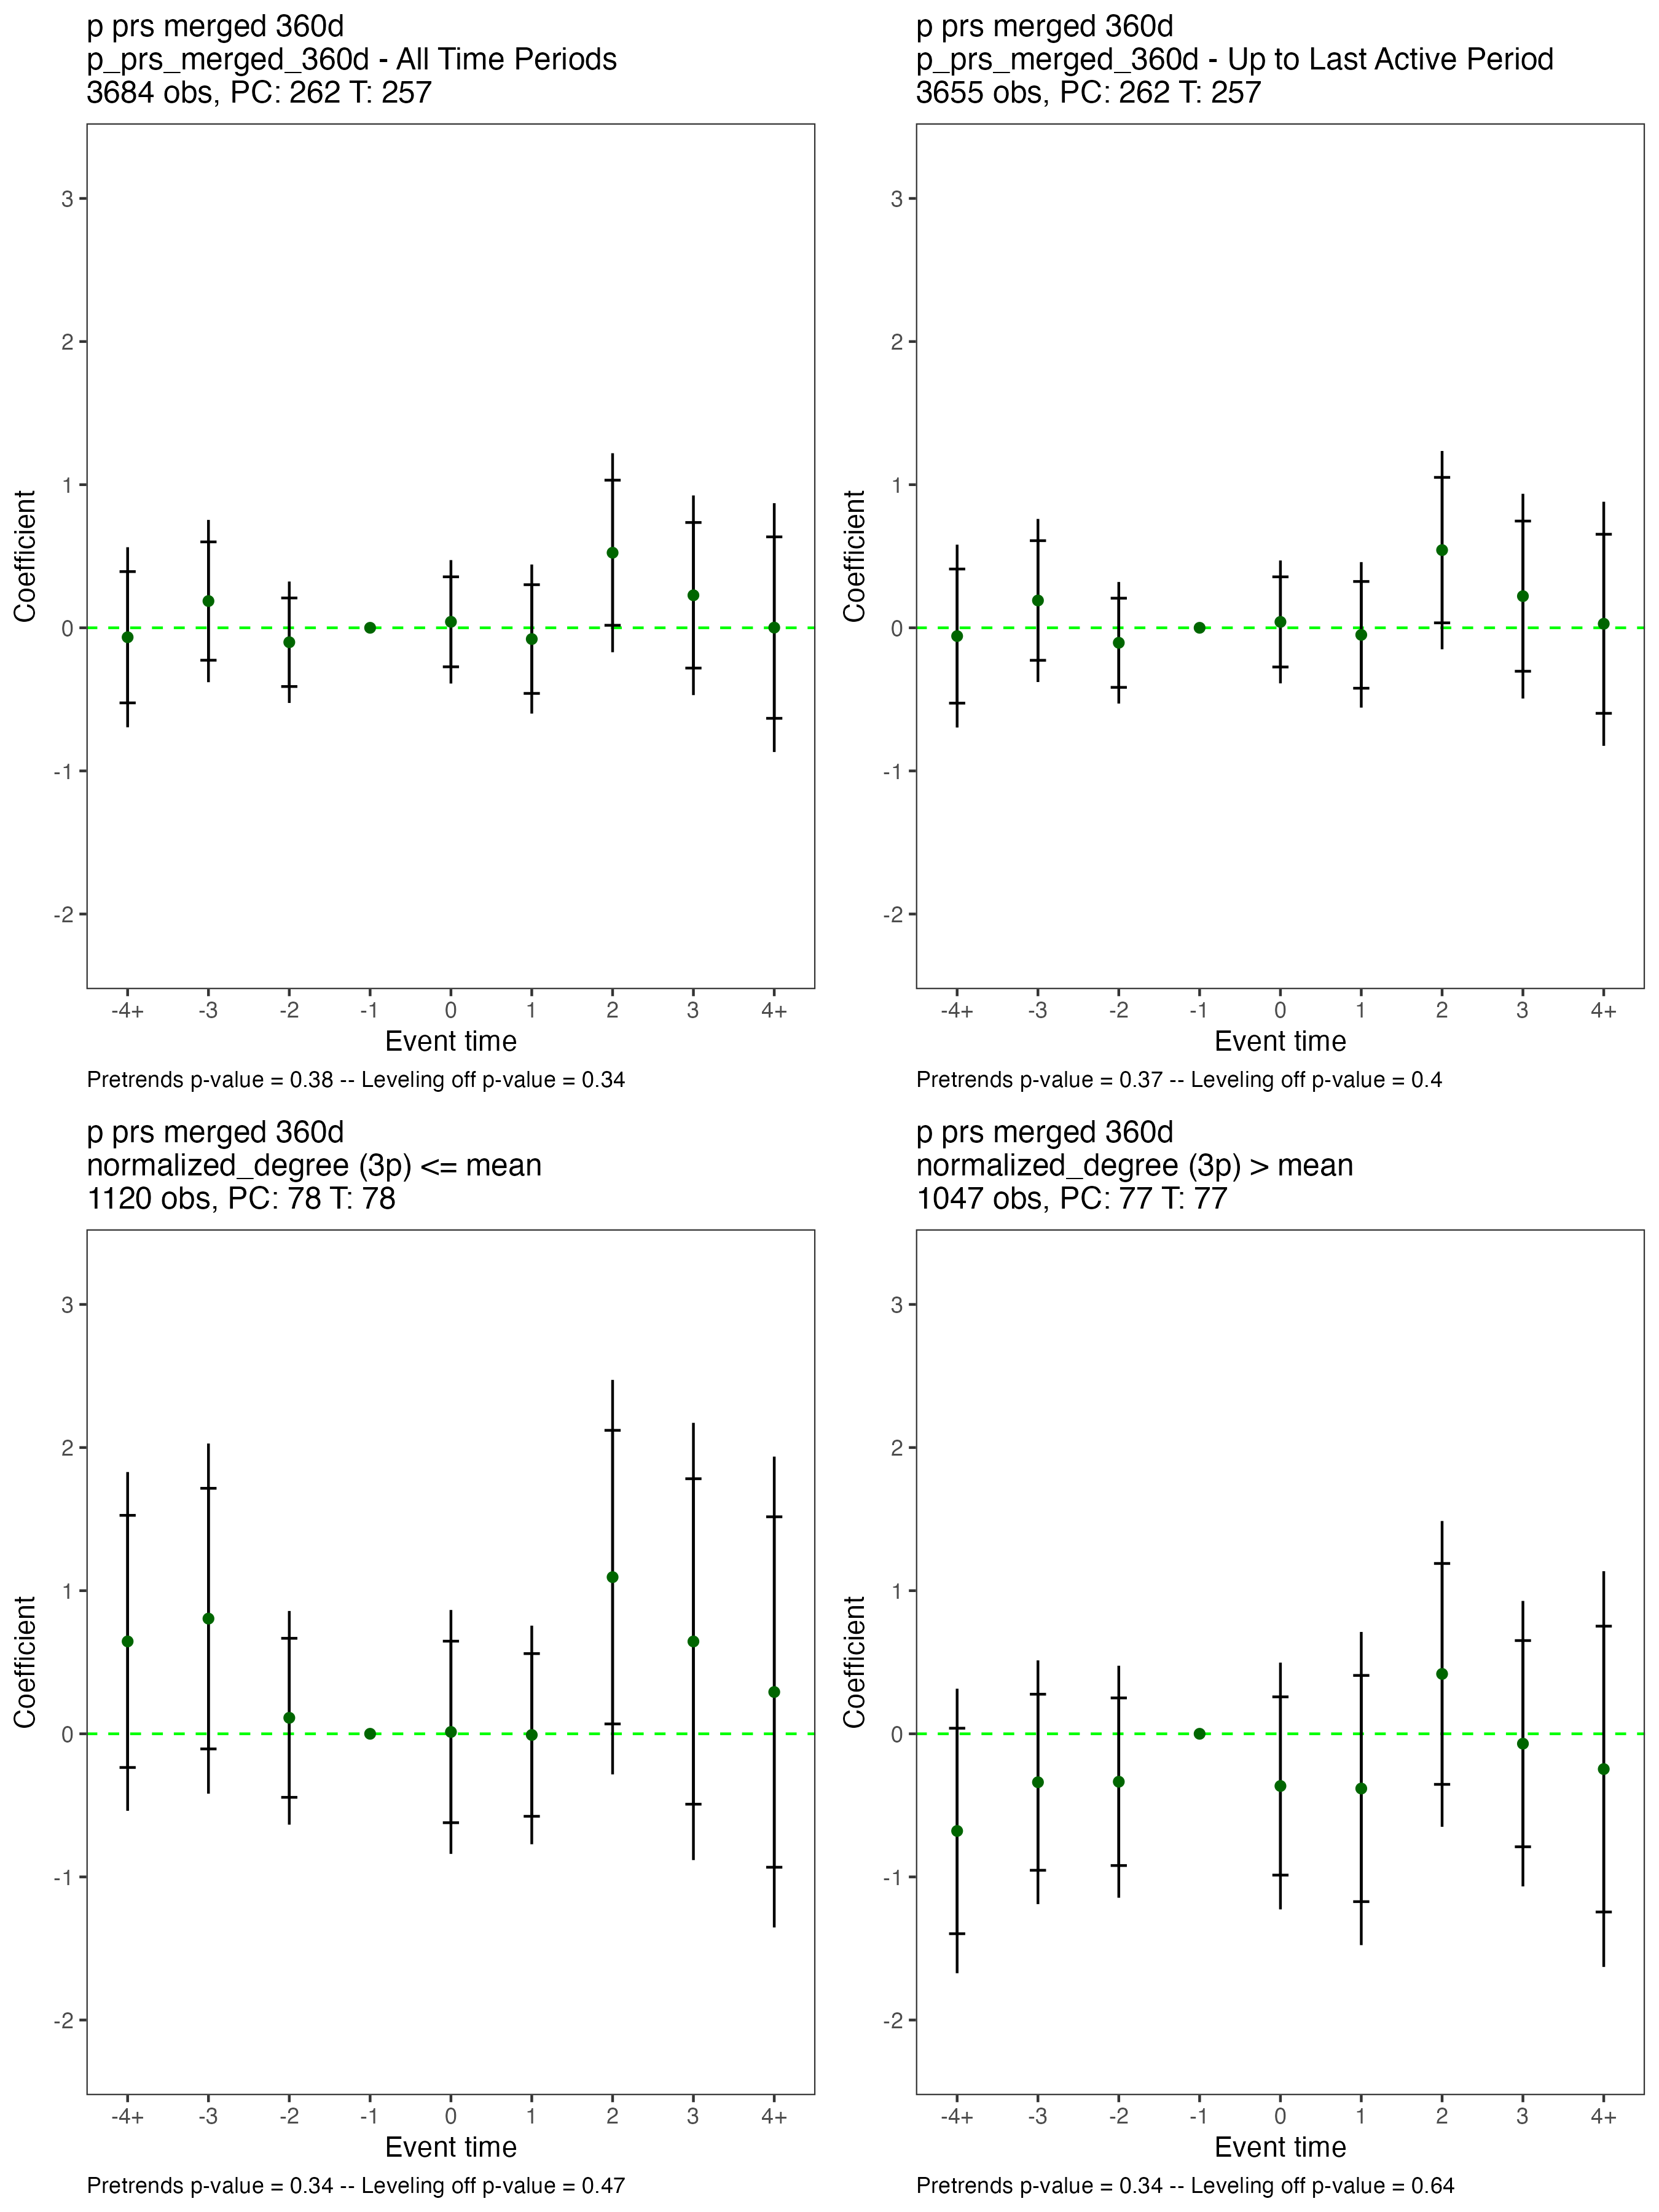 p prs merged 360d
p_prs_merged_360d - All Time Periods
3684 obs, PC: 262 T: 257
Coefficient
3
2
1
0
-1
-2
-4+ -3 -2 -1 0 1 2 3 4+
Event time
Pretrends p-value = 0.38 -- Leveling off p-value = 0.34
p prs merged 360d
p_prs_merged_360d - Up to Last Active Period
3655 obs, PC: 262 T: 257
Coefficient
3
2
1
0
-1
-2
-4+ -3 -2 -1 0 1 2 3 4+
Event time
Pretrends p-value = 0.37 -- Leveling off p-value = 0.4
p prs merged 360d
normalized_degree (3p) <= mean
1120 obs, PC: 78 T: 78
Coefficient
3
2
1
0
-1
-2
-4+ -3 -2 -1 0 1 2 3 4+
Event time
Pretrends p-value = 0.34 -- Leveling off p-value = 0.47
p prs merged 360d
normalized_degree (3p) > mean
1047 obs, PC: 77 T: 77
Coefficient
3
2
1
0
-1
-2
-4+ -3 -2 -1 0 1 2 3 4+
Event time
Pretrends p-value = 0.34 -- Leveling off p-value = 0.64